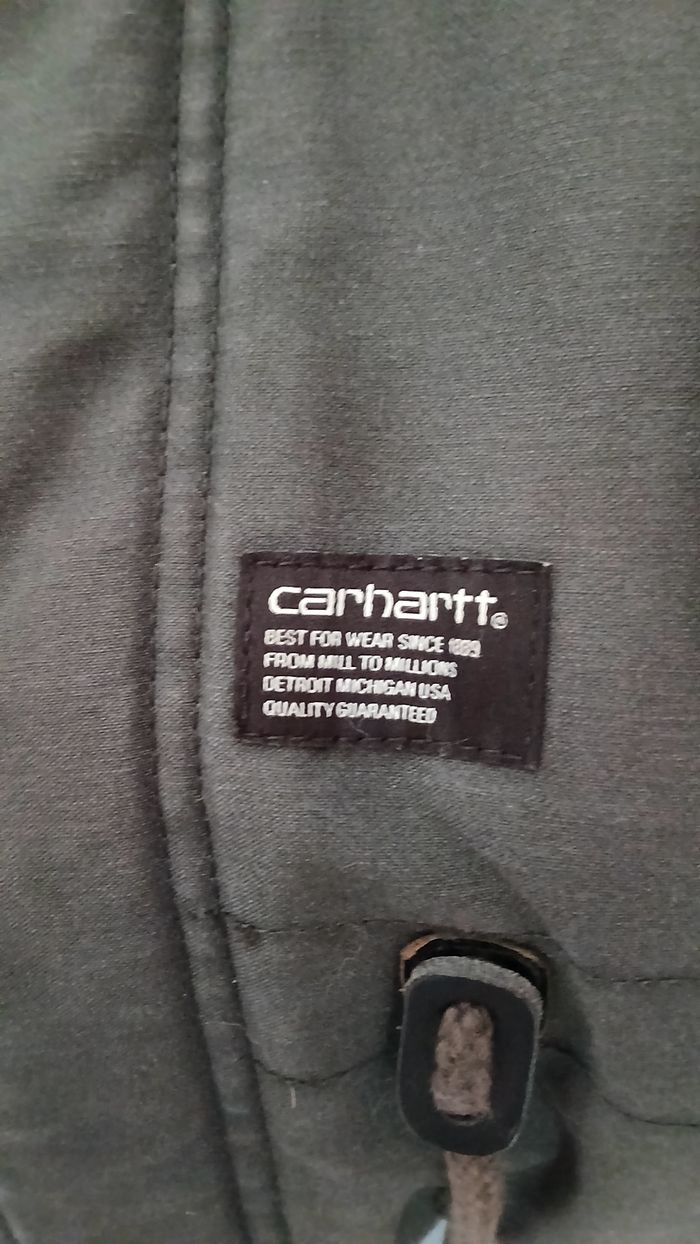 carhartt®
BEST FOR WEAR SINCE 1889
FROM MILL TO MILLIONS
DETROIT MICHIGAN USA
QUALITY GUARANTEED